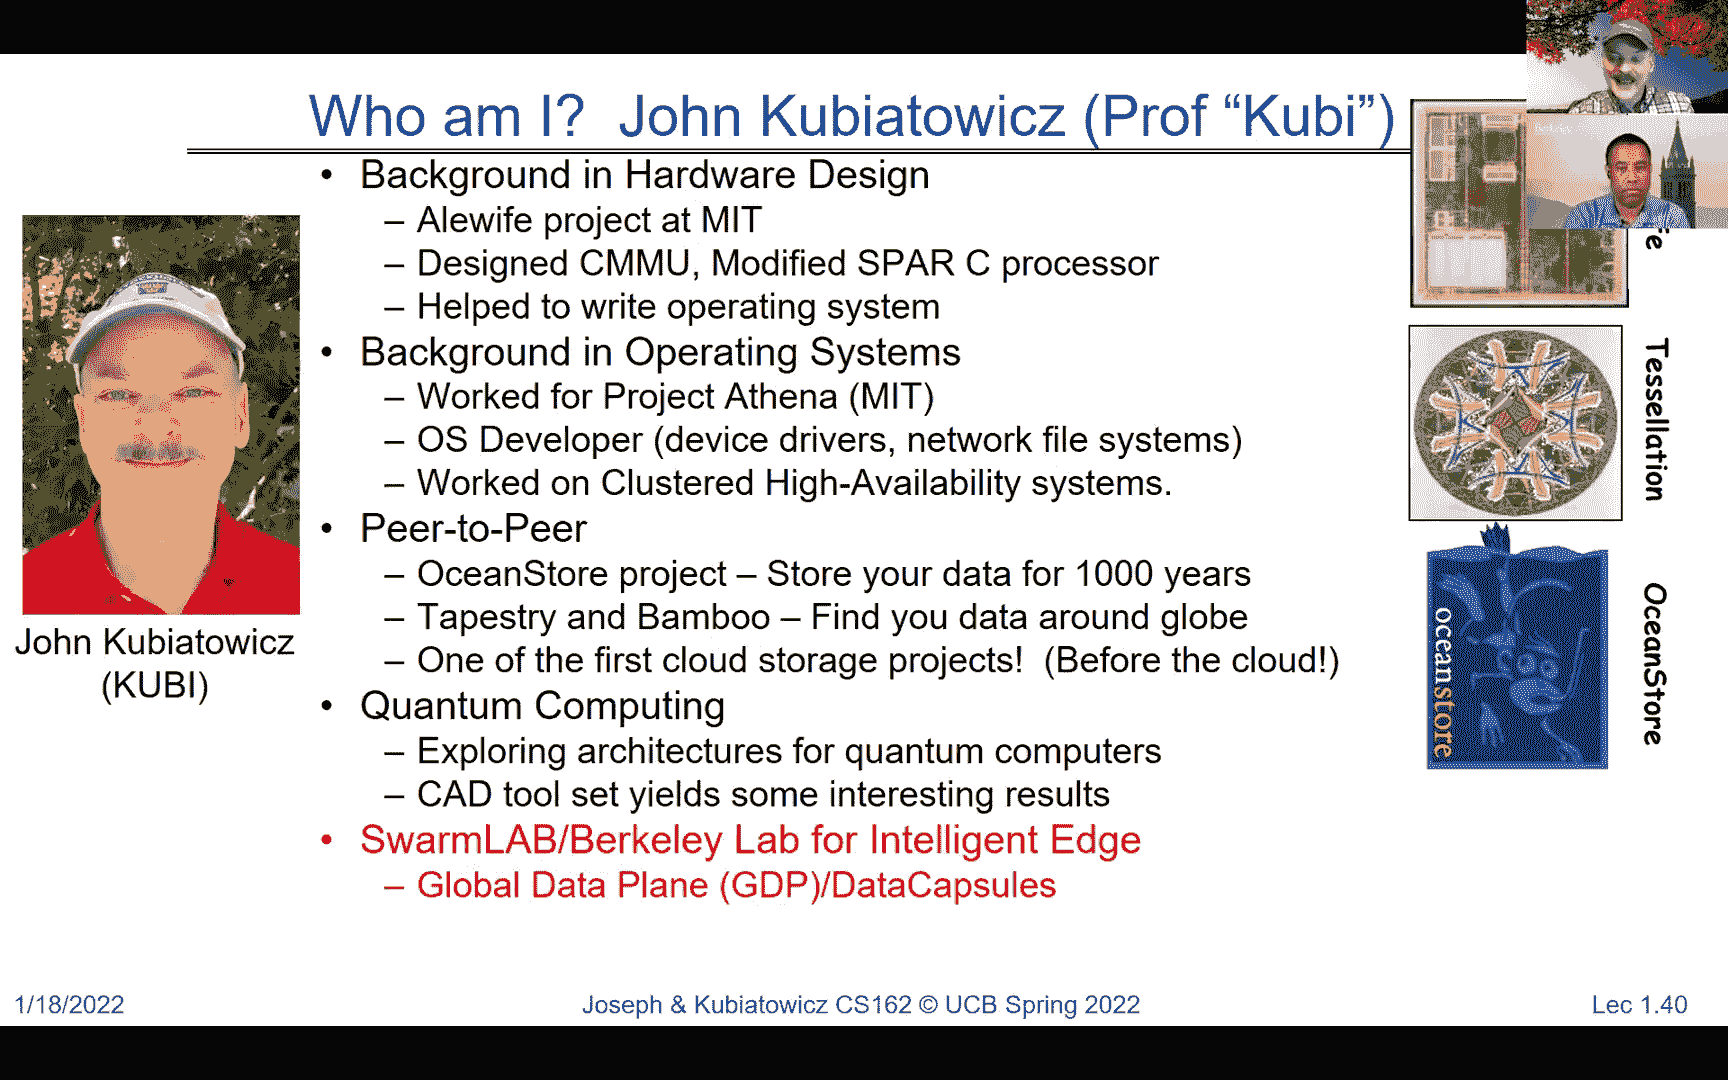 Who am I? John Kubiatowicz (Prof “Kubi”)
• Background in Hardware Design
– Alewife project at MIT
– Designed CMMU, Modified SPAR C processor
– Helped to write operating system
• Background in Operating Systems
– Worked for Project Athena (MIT)
– OS Developer (device drivers, network file systems)
– Worked on Clustered High-Availability systems.
• Peer-to-Peer
– OceanStore project – Store your data for 1000 years
– Tapestry and Bamboo – Find you data around globe
– One of the first cloud storage projects! (Before the cloud!)
• Quantum Computing
– Exploring architectures for quantum computers
– CAD tool set yields some interesting results
• SwarmLAB/Berkeley Lab for Intelligent Edge
– Global Data Plane (GDP)/DataCapsules
John Kubiatowicz
(KUBI)
Tessellation
oceanstore
OceanStore
1/18/2022
Joseph & Kubiatowicz CS162 © UCB Spring 2022
Lec 1.40